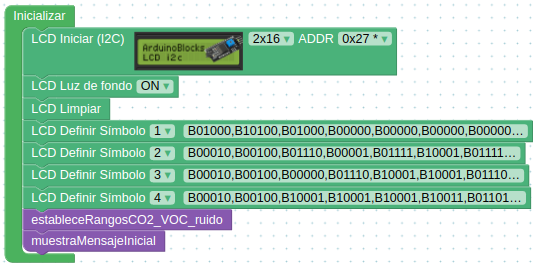 Inicializar
LCD Iniciar (I2C) ArduinoBlocks LCD i2c 2x16 ▼ ADDR 0x27 * ▼
LCD Luz de fondo ON ▼
LCD Limpiar
LCD Definir Símbolo 1 ▼ B01000,B10100,B01000,B00000,B00000,B00000,B00000...
LCD Definir Símbolo 2 ▼ B00010,B00100,B01110,B00001,B01111,B10001,B01111...
LCD Definir Símbolo 3 ▼ B00010,B00100,B00000,B01110,B10001,B10001,B01110...
LCD Definir Símbolo 4 ▼ B00010,B00100,B10001,B10001,B10001,B10011,B01101...
estableceRangosCO2_VOC_ruido
muestraMensajeInicial